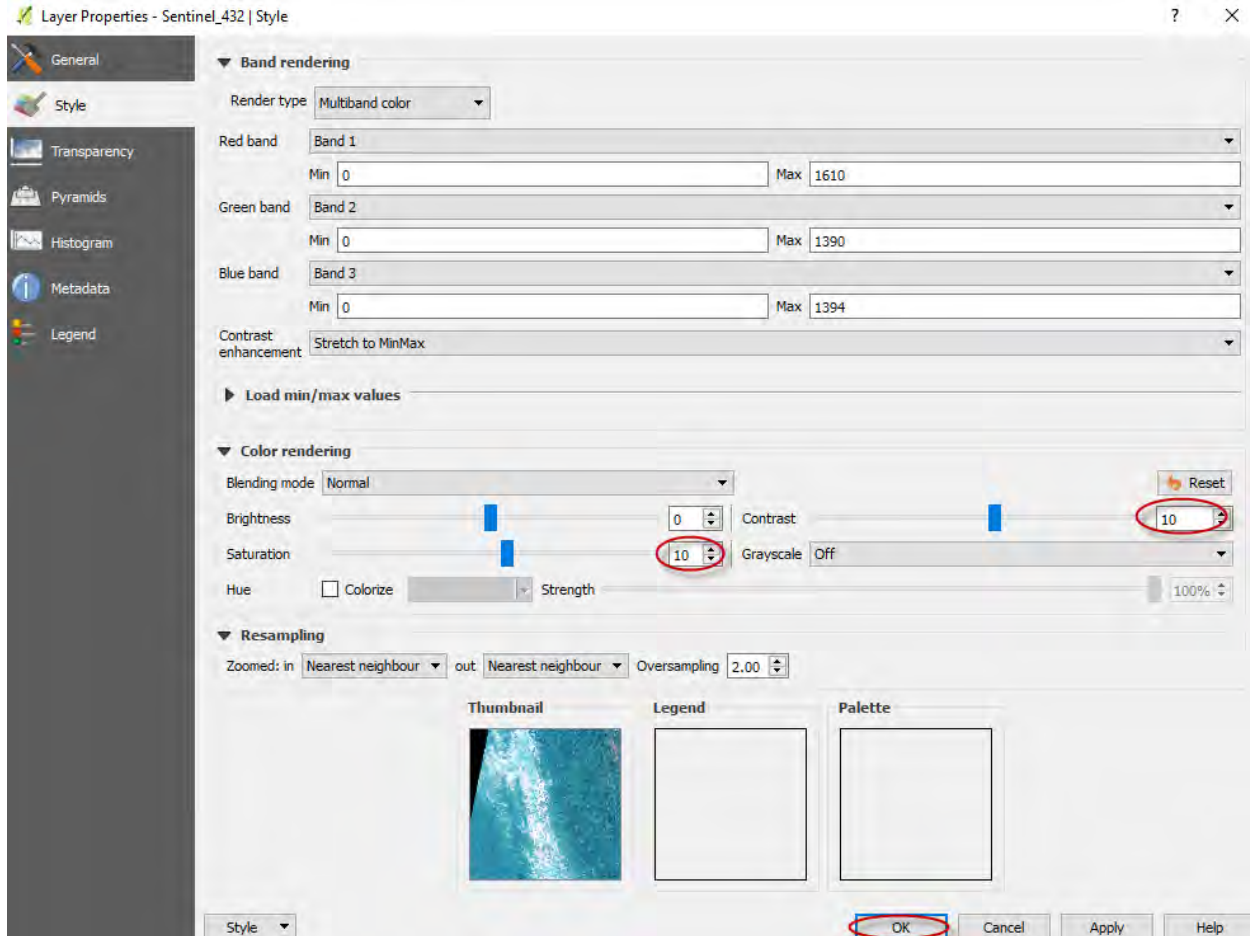 Layer Properties - Sentinel_432 | Style ? X
General
Style
Transparency
Pyramids
Histogram
Metadata
Legend
Band rendering
Render type Multiband color
Red band Band 1
Min 0 Max 1610
Green band Band 2
Min 0 Max 1390
Blue band Band 3
Min 0 Max 1394
Contrast
enhancement Stretch to MinMax
Load min/max values
Color rendering
Blending mode Normal Reset
Brightness 0 Contrast 10
Saturation 10 Grayscale Off
Hue Colorize Strength 100%
Resampling
Zoomed: in Nearest neighbour out Nearest neighbour Oversampling 2.00
Thumbnail Legend Palette
Style OK Cancel Apply Help